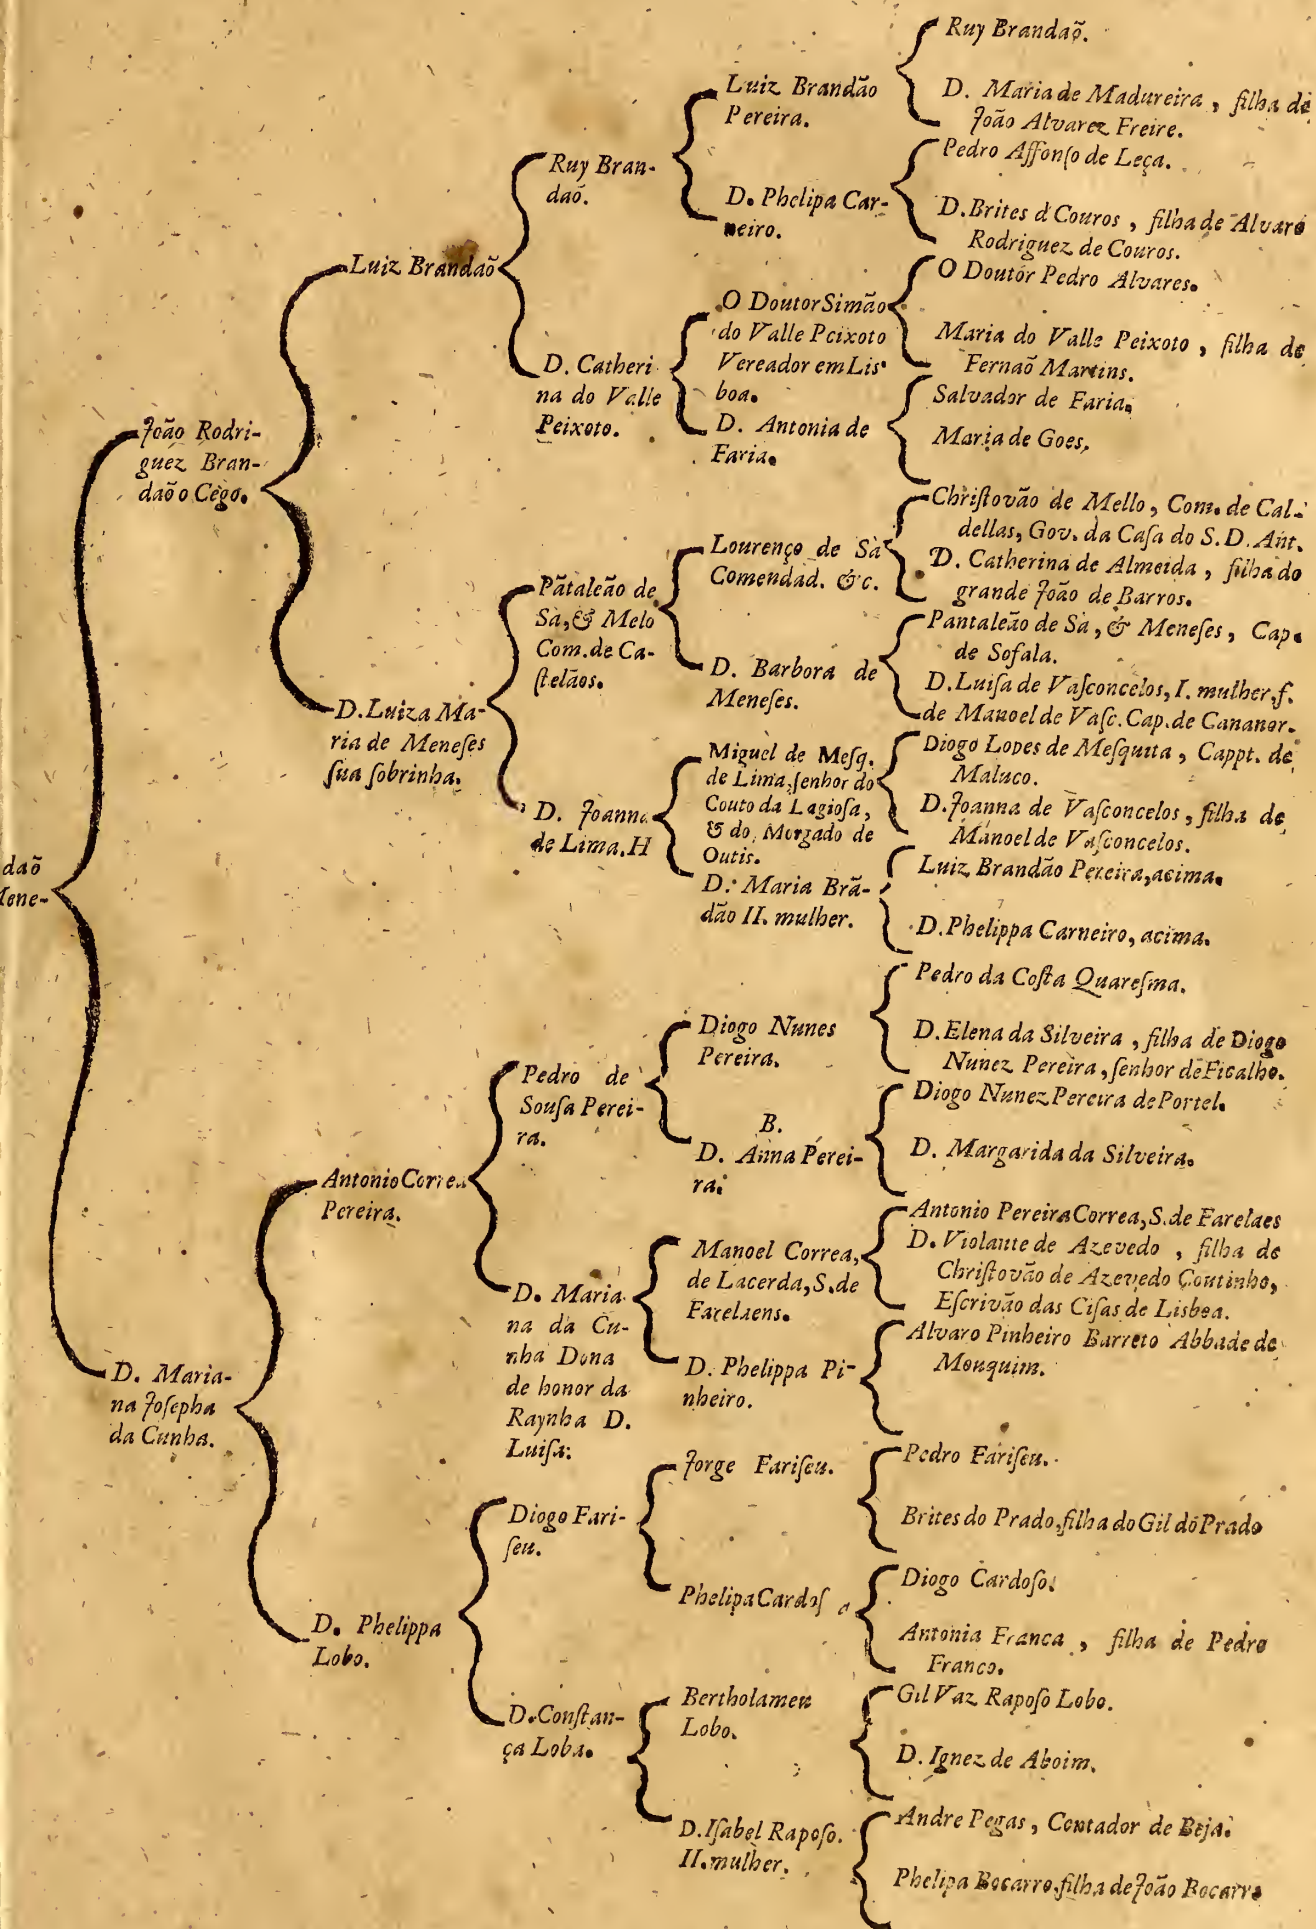 Ruy Brandaõ.
Luiz Brandão
Pereira.
D. Maria de Madureira, filha de
João Alvarez Freire.
Ruy Bran-
daõ.
Pedro Affonſo de Leça.
D. Phelipa Car-
neiro.
D. Brites d Couros, filha de Alvaro
Rodriguez de Couros.
Luiz Brandaõ
O Doutor Pedro Alvares.
O Doutor Simão
do Valle Peixoto
Vereador em Lis-
boa.
Maria do Valle Peixoto, filha de
Fernaõ Martins.
D. Catheri
na do Valle
Peixoto.
Salvador de Faria.
D. Antonia de
Faria.
Maria de Goes,
João Rodri-
guez Bran-
daõ o Cego.
Chriſtovão de Mello, Com. de Cal-
dellas, Gov. da Caſa do S. D. Ant.
Lourenço de Sà
Comendad. &c.
D. Catherina de Almeida, filha do
grande João de Barros.
Pãtaleão de
Sà, & Melo
Com. de Ca-
ſtelãos.
Pantaleão de Sà, & Meneſes, Cap.
de Sofala.
D. Barbora de
Meneſes.
D. Luiſa de Vaſconcelos, I. mulher, f.
de Manoel de Vaſc. Cap. de Cananor.
D. Luiza Ma-
ria de Meneſes
ſua ſobrinha.
Diogo Lopes de Meſquita, Cappt. de
Maluco.
Miguel de Meſq.
de Lima, ſenhor do
Couto da Lagioſa,
& do Morgado de
Outis.
D. Joanna de Vaſconcelos, filha de
Manoel de Vaſconcelos.
D. Joanna
de Lima. H
Luiz Brandão Pereira, acima.
D. Maria Brã-
dão II. mulher.
D. Phelippa Carneiro, acima.
daõ
Mene-
Pedro da Coſta Quareſma.
Diogo Nunes
Pereira.
D. Elena da Silveira, filha de Diogo
Nunez Pereira, ſenhor de Ficalho.
Pedro de
Souſa Perei-
ra.
Diogo Nunez Pereira de Portel.
B.
D. Anna Perei-
ra.
D. Margarida da Silveira.
Antonio Correa
Pereira.
Antonio Pereira Correa, S. de Farelaes
Manoel Correa,
de Lacerda, S. de
Farelaens.
D. Violante de Azevedo, filha de
Chriſtovão de Azevedo Coutinho,
Eſcrivão das Ciſas de Lisboa.
D. Maria
na da Cu-
nha Dona
de honor da
Raynha D.
Luiſa.
Alvaro Pinheiro Barreto Abbade de
Mouquim.
D. Phelippa Pi-
nheiro.
D. Maria-
na Joſepha
da Cunha.
Jorge Fariſeu.
Pedro Fariſeu.
Brites do Prado, filha do Gil do Prado
Diogo Fari-
ſeu.
Phelipa Cardoſ a
Diogo Cardoſo.
Antonia Franca, filha de Pedro
Franco.
D. Phelippa
Lobo.
Bertholameu
Lobo.
Gil Vaz Rapoſo Lobo.
D. Ignez de Aboim.
D. Conſtan-
ça Loba.
D. Iſabel Rapoſo.
II. mulher.
Andre Pegas, Contador de Beja.
Phelipa Bocarro, filha de João Bocarro